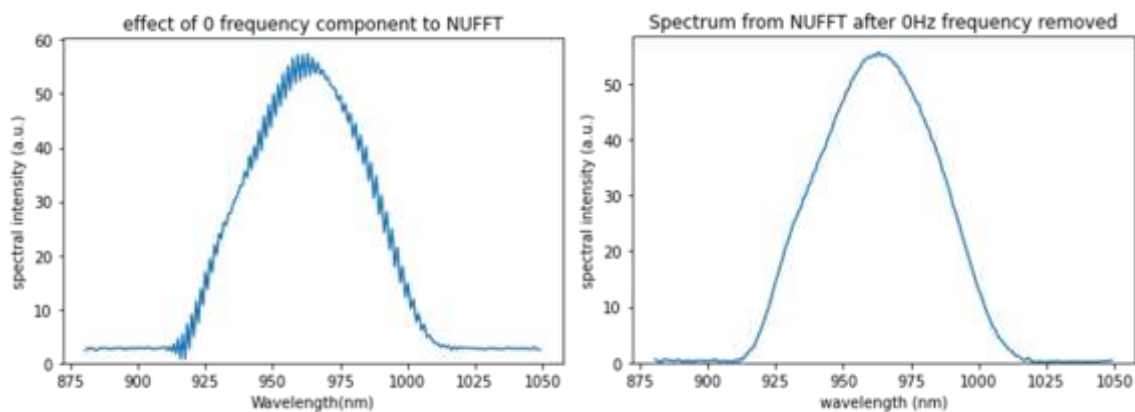 effect of 0 frequency component to NUFFT
spectral intensity (a.u.)
60
50
40
30
20
10
0
875 900 925 950 975 1000 1025 1050
Wavelength(nm)
Spectrum from NUFFT after 0Hz frequency removed
spectral intensity (a.u.)
50
40
30
20
10
0
875 900 925 950 975 1000 1025 1050
wavelength (nm)